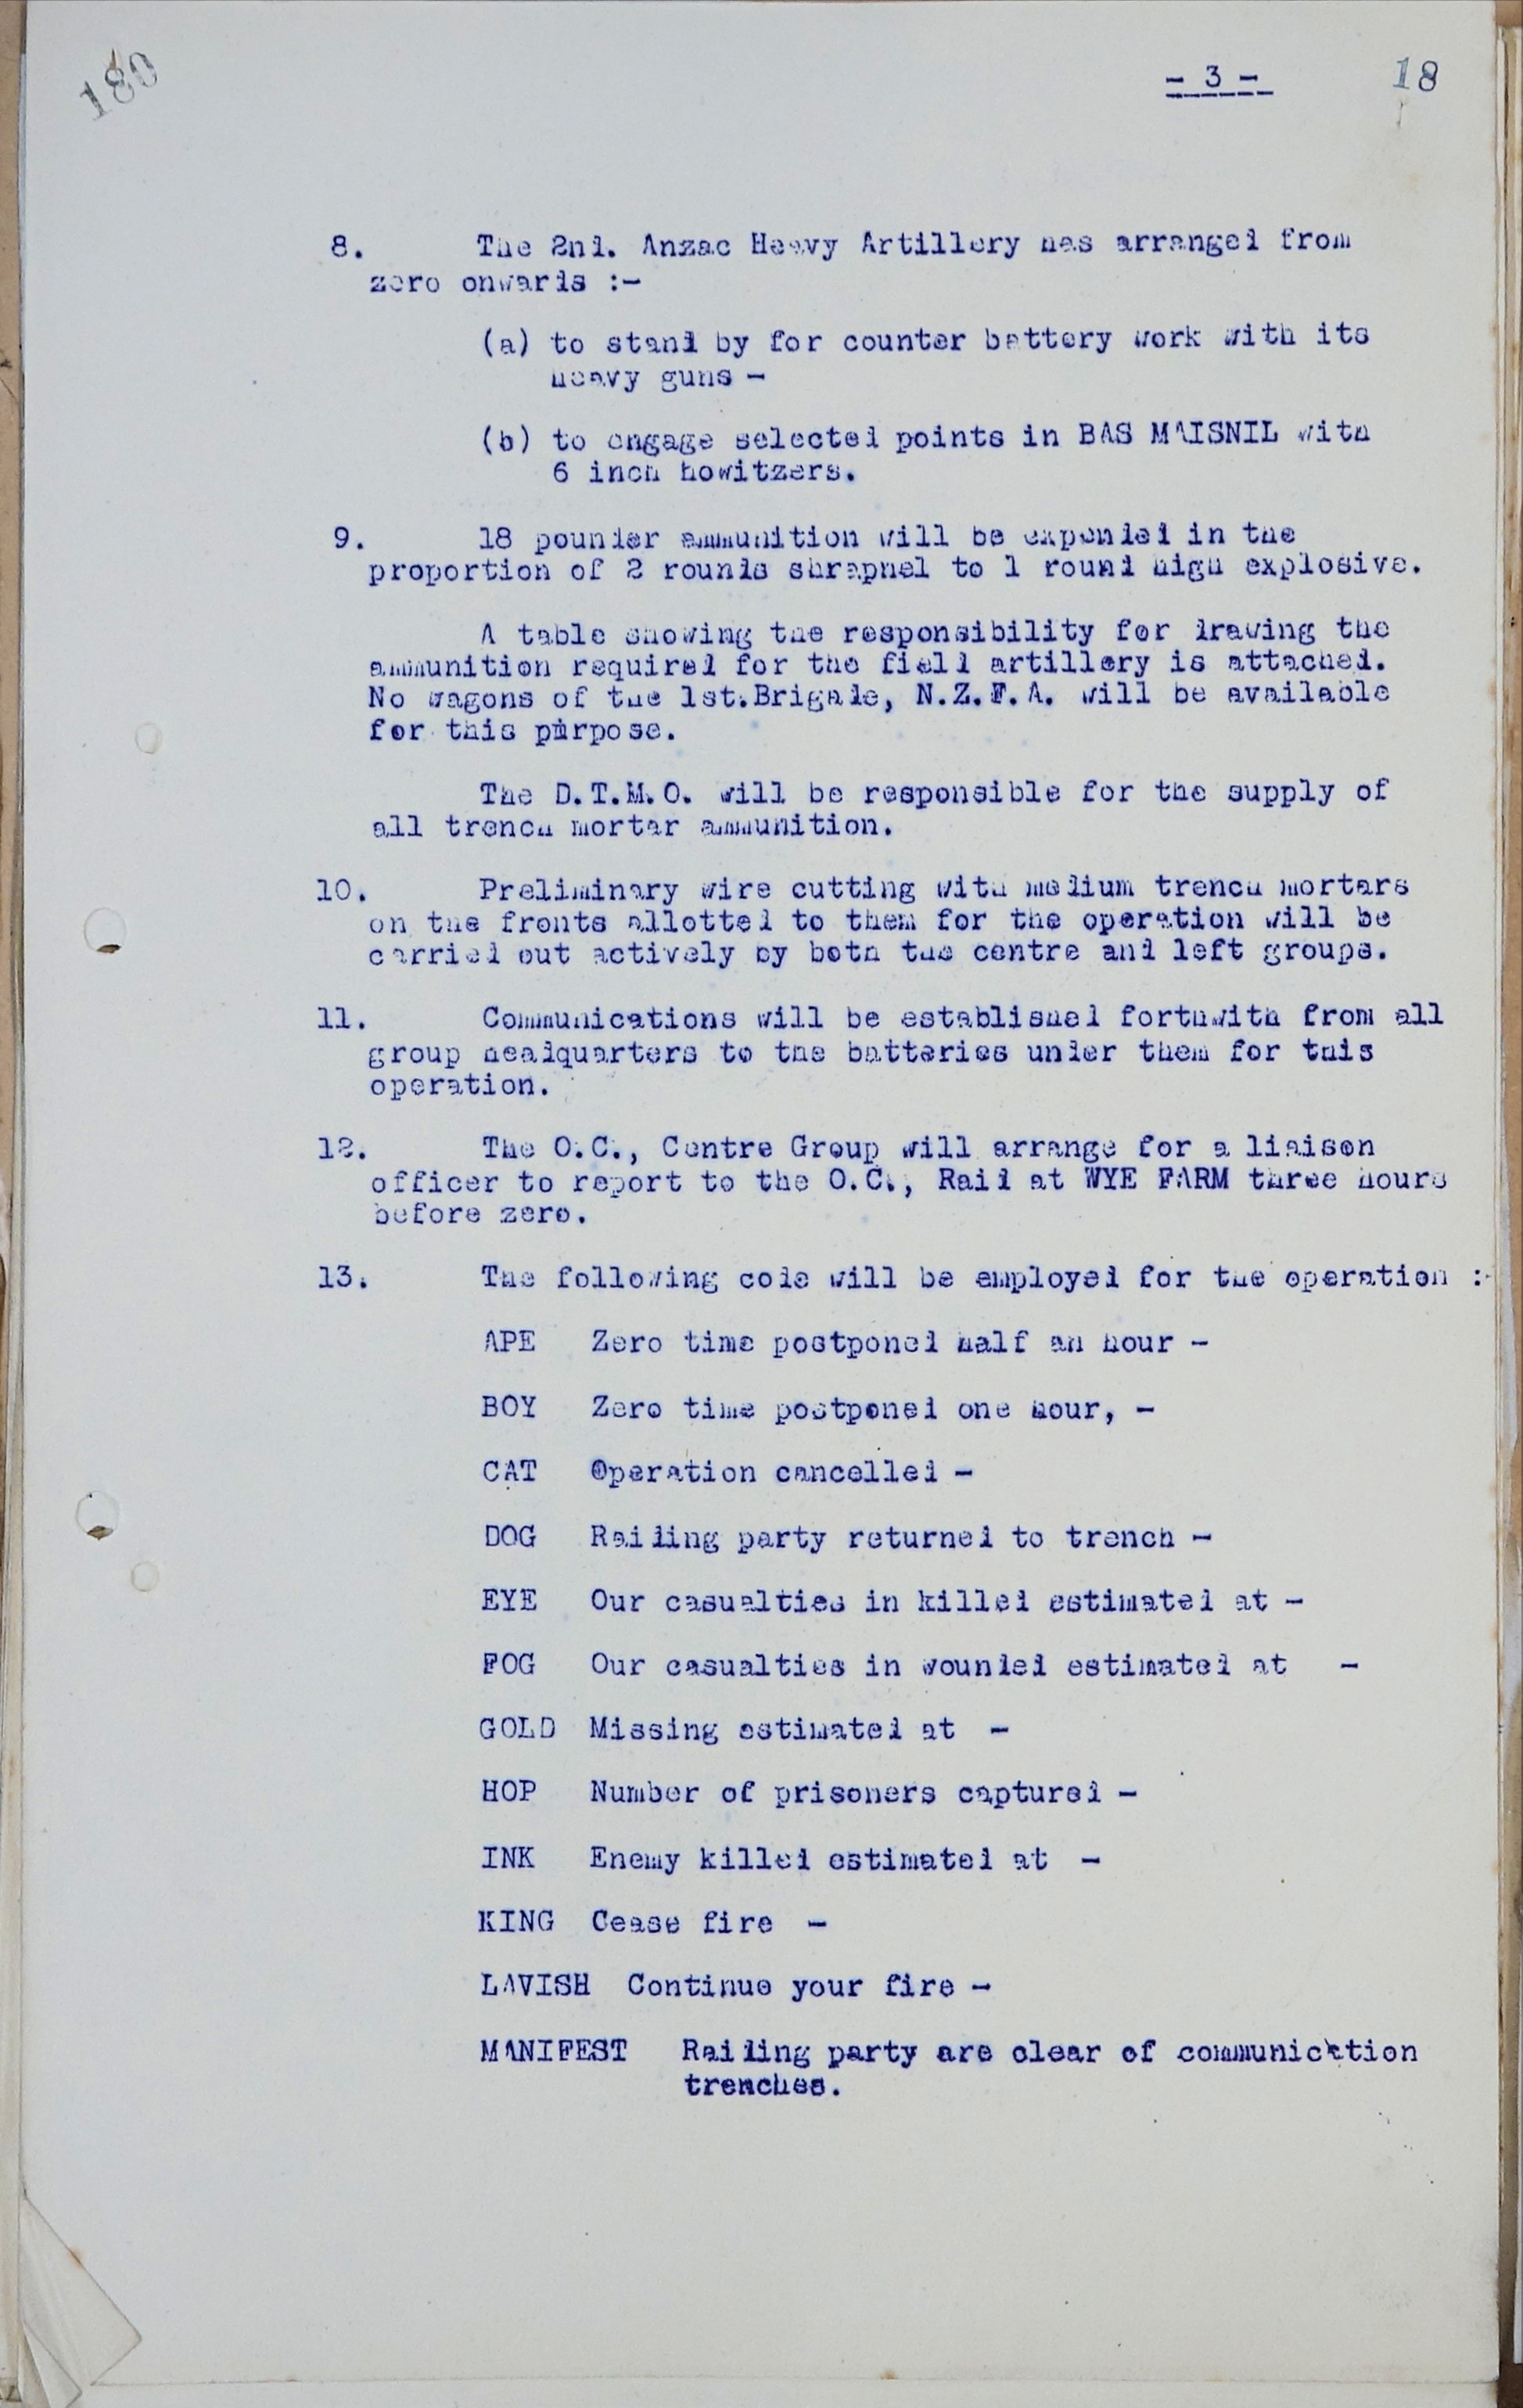 180
- 3 -
18
8. The 2nd. Anzac Heavy Artillery has arranged from
zero onwards :-
(a) to stand by for counter battery work with its
heavy guns -
(b) to engage selected points in BAS MAISNIL with
6 inch howitzers.
9. 18 pounder ammunition will be expended in the
proportion of 2 rounds shrapnel to 1 round high explosive.
A table showing the responsibility for drawing the
ammunition required for the field artillery is attached.
No wagons of the 1st.Brigade, N.Z.F.A. will be available
for this purpose.
The D.T.M.O. will be responsible for the supply of
all trench mortar ammunition.
10. Preliminary wire cutting with medium trench mortars
on the fronts allotted to them for the operation will be
carried out actively by both the centre and left groups.
11. Communications will be established forthwith from all
group headquarters to the batteries under them for this
operation.
12. The O.C., Centre Group will arrange for a liaison
officer to report to the O.C., Raid at WYE FARM three hours
before zero.
13. The following code will be employed for the operation :-
APE Zero time postponed half an hour -
BOY Zero time postponed one hour, -
CAT Operation cancelled -
DOG Raiding party returned to trench -
EYE Our casualties in killed estimated at -
FOG Our casualties in wounded estimated at -
GOLD Missing estimated at -
HOP Number of prisoners captured -
INK Enemy killed estimated at -
KING Cease fire -
LAVISH Continue your fire -
MANIFEST Raiding party are clear of communication
trenches.